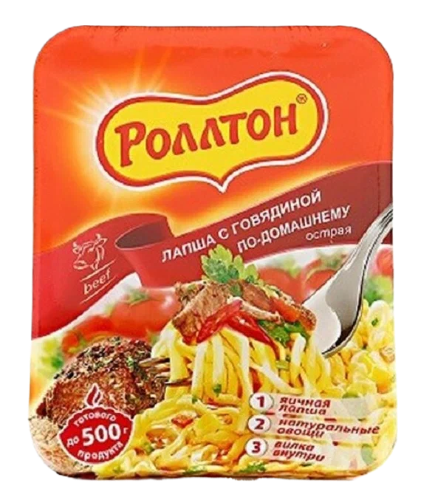 РОЛЛТОН®
ЛАПША С ГОВЯДИНОЙ
ПО-ДОМАШНЕМУ
острая
beef
1 яичная
лапша
2 натуральные
овощи
3 вилка
внутри
готового
до 500г
продукта